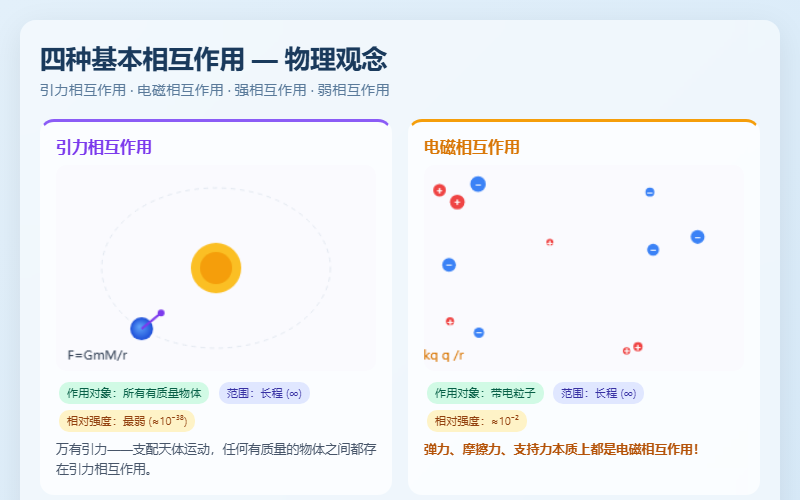 四种基本相互作用 — 物理观念
引力相互作用 · 电磁相互作用 · 强相互作用 · 弱相互作用
引力相互作用
F=GmM/r
作用对象：所有有质量物体
范围：长程 (∞)
相对强度：最弱 (≈10⁻³⁸)
万有引力——支配天体运动，任何有质量的物体之间都存
在引力相互作用。
电磁相互作用
kq q /r
作用对象：带电粒子
范围：长程 (∞)
相对强度：≈10⁻²
弹力、摩擦力、支持力本质上都是电磁相互作用！